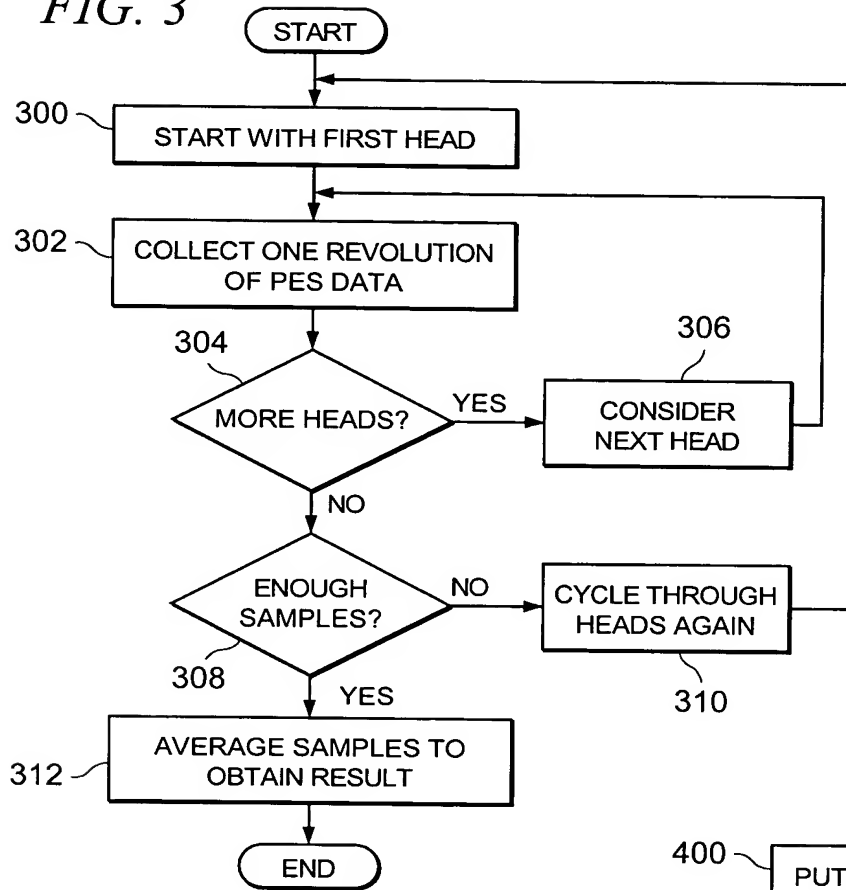 FIG. 3
START
300
START WITH FIRST HEAD
302
COLLECT ONE REVOLUTION
OF PES DATA
304
MORE HEADS?
YES
306
CONSIDER
NEXT HEAD
NO
ENOUGH
SAMPLES?
308
NO
CYCLE THROUGH
HEADS AGAIN
310
YES
312
AVERAGE SAMPLES TO
OBTAIN RESULT
END
400
PUT